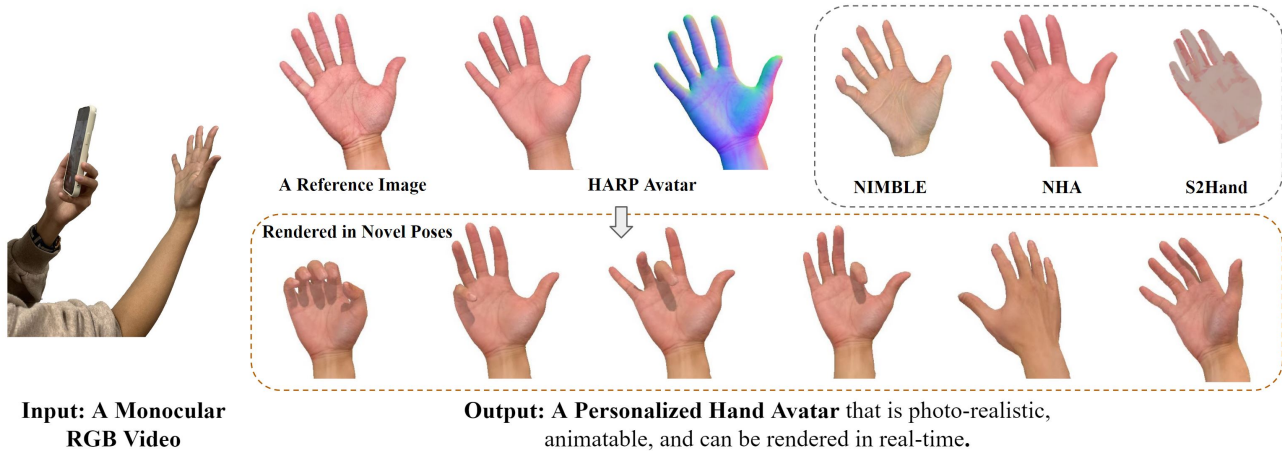 A Reference Image
HARP Avatar
NIMBLE
NHA
S2Hand
Rendered in Novel Poses
Input: A Monocular
RGB Video
Output: A Personalized Hand Avatar that is photo-realistic,
animatable, and can be rendered in real-time.